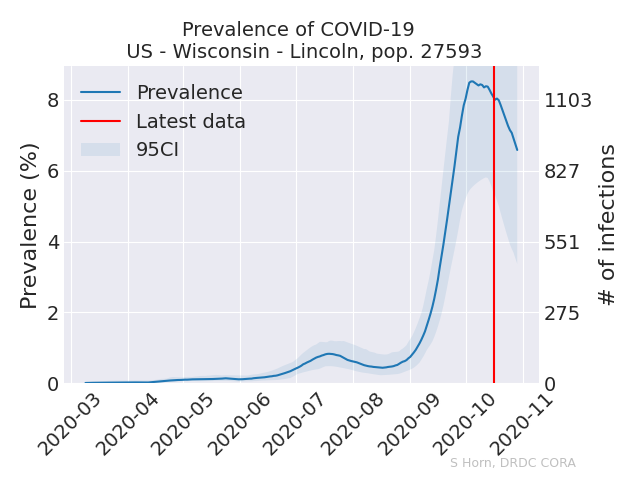 Prevalence of COVID-19
US - Wisconsin - Lincoln, pop. 27593
Prevalence
Latest data
95CI
Prevalence (%)
8
6
4
2
0
1103
827
551
275
0
# of infections
2020-03
2020-04
2020-05
2020-06
2020-07
2020-08
2020-09
2020-10
2020-11
S Horn, DRDC CORA